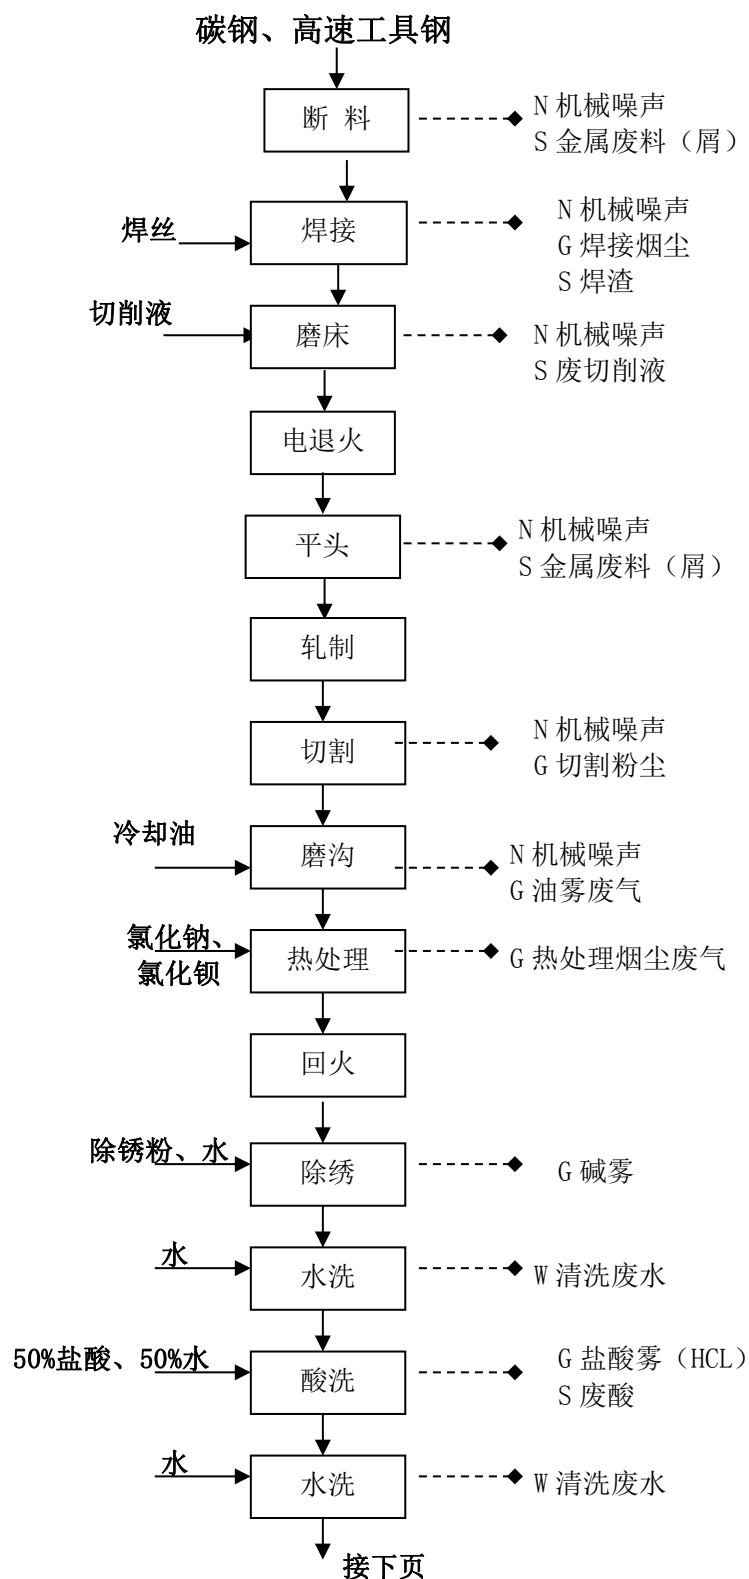 碳钢、高速工具钢
断 料
N 机械噪声
S 金属废料（屑）
焊丝
焊接
N 机械噪声
G 焊接烟尘
S 焊渣
切削液
磨床
N 机械噪声
S 废切削液
电退火
平头
N 机械噪声
S 金属废料（屑）
轧制
切割
N 机械噪声
G 切割粉尘
冷却油
磨沟
N 机械噪声
G 油雾废气
氯化钠、
氯化钡
热处理
G 热处理烟尘废气
回火
除锈粉、水
除绣
G 碱雾
水
水洗
W 清洗废水
50%盐酸、50%水
酸洗
G 盐酸雾（HCL）
S 废酸
水
水洗
W 清洗废水
接下页